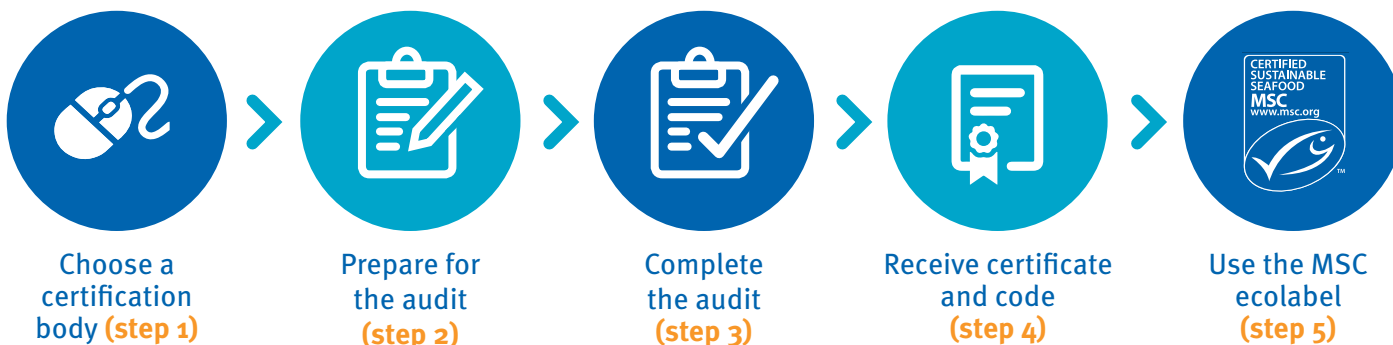 CERTIFIED
SUSTAINABLE
SEAFOOD
MSC
www.msc.org
TM
Choose a
certification
body (step 1)
Prepare for
the audit
(step 2)
Complete
the audit
(step 3)
Receive certificate
and code
(step 4)
Use the MSC
ecolabel
(step 5)